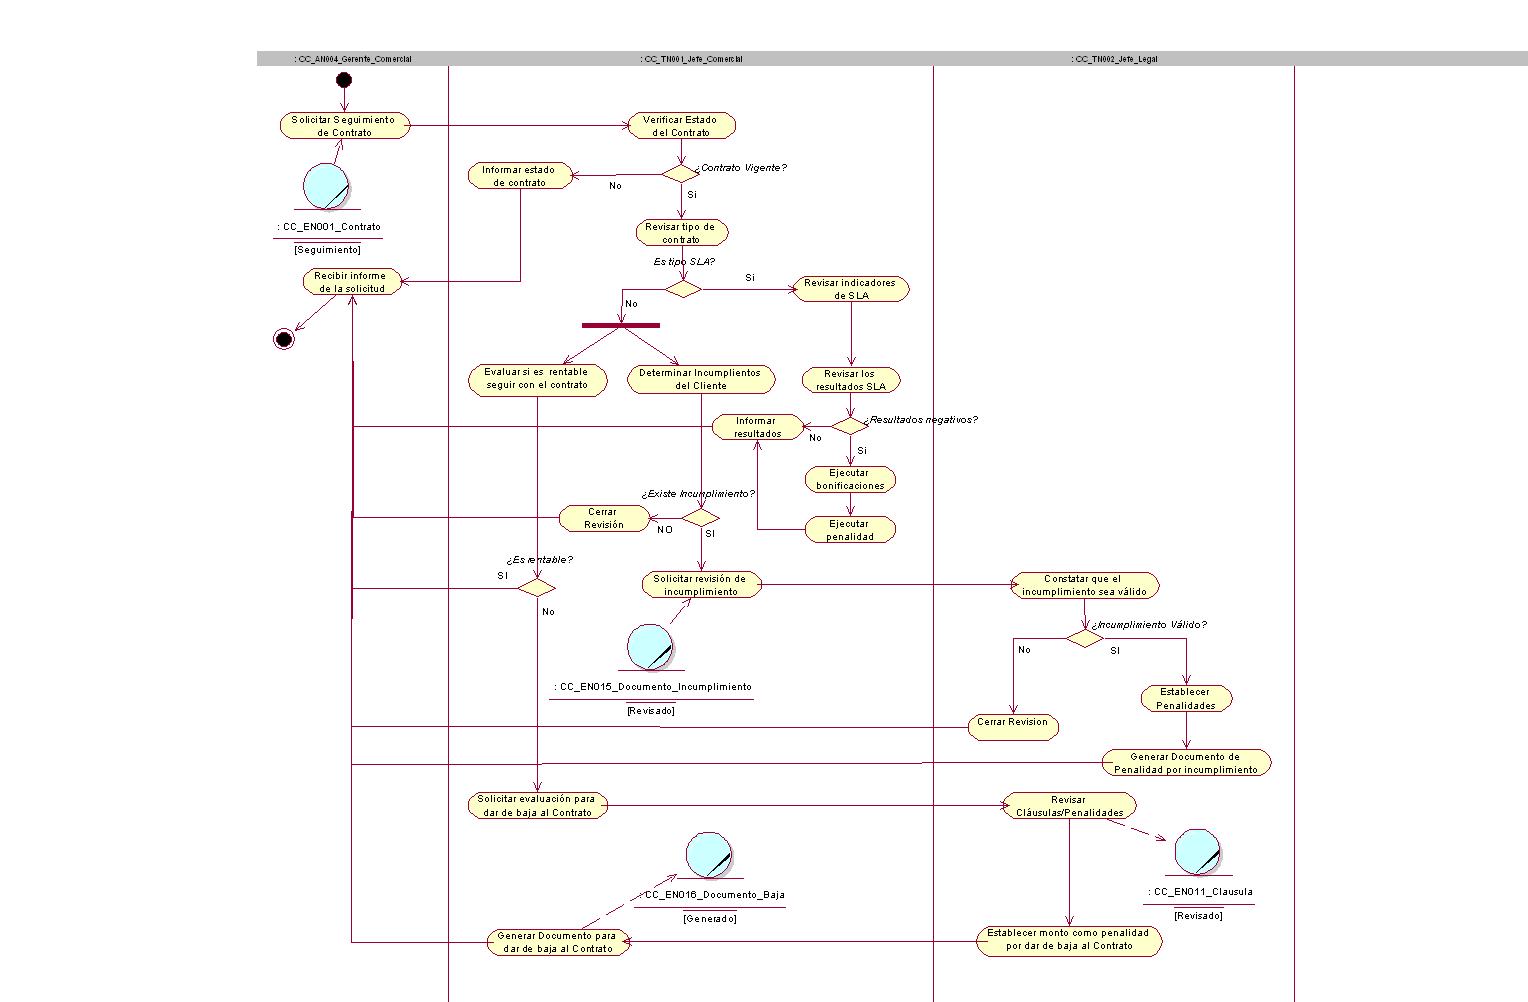 : CC_AN004_Gerente_Comercial
: CC_TN001_Jefe_Comercial
: CC_TN002_Jefe_Legal
Solicitar Seguimiento
de Contrato
Verificar Estado
del Contrato
¿Contrato Vigente?
Informar estado
de contrato
No
Si
: CC_EN001_Contrato
[Seguimiento]
Revisar tipo de
contrato
Es tipo SLA?
Si
No
Recibir informe
de la solicitud
Revisar indicadores
de SLA
Evaluar si es rentable
seguir con el contrato
Determinar Incumplientos
del Cliente
Revisar los
resultados SLA
¿Resultados negativos?
Informar
resultados
No
Si
Ejecutar
bonificaciones
¿Existe Incumplimiento?
Cerrar
Revisión
NO
SI
Ejecutar
penalidad
¿Es rentable?
SI
No
Solicitar revisión de
incumplimiento
Constatar que el
incumplimiento sea válido
¿Incumplimiento Válido?
No
SI
: CC_EN015_Documento_Incumplimiento
[Revisado]
Establecer
Penalidades
Cerrar Revision
Generar Documento de
Penalidad por incumplimiento
Solicitar evaluación para
dar de baja al Contrato
Revisar
Cláusulas/Penalidades
: CC_EN016_Documento_Baja
[Generado]
: CC_EN011_Clausula
[Revisado]
Generar Documento para
dar de baja al Contrato
Establecer monto como penalidad
por dar de baja al Contrato